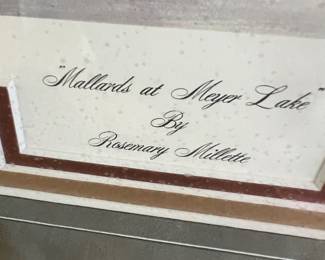 "Mallards at Meyer Lake"
By
Rosemary Millette